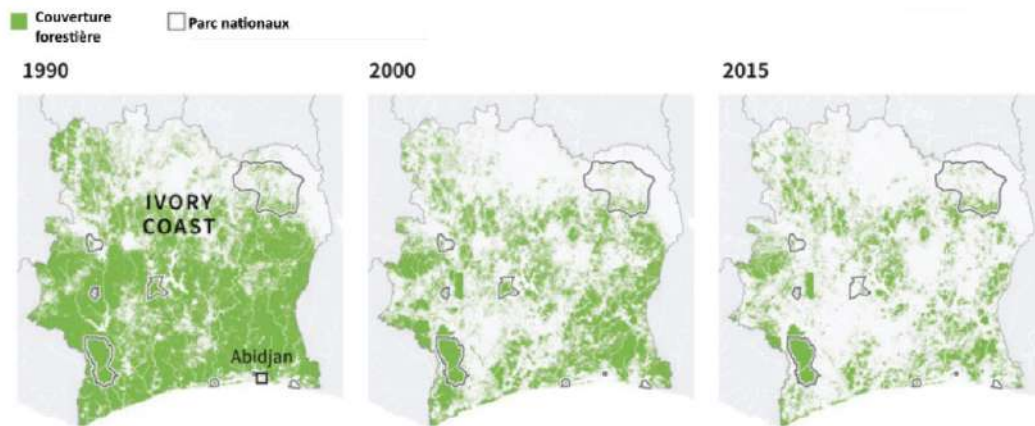 Couverture
forestière
Parc nationaux
1990
2000
2015
IVORY
COAST
Abidjan